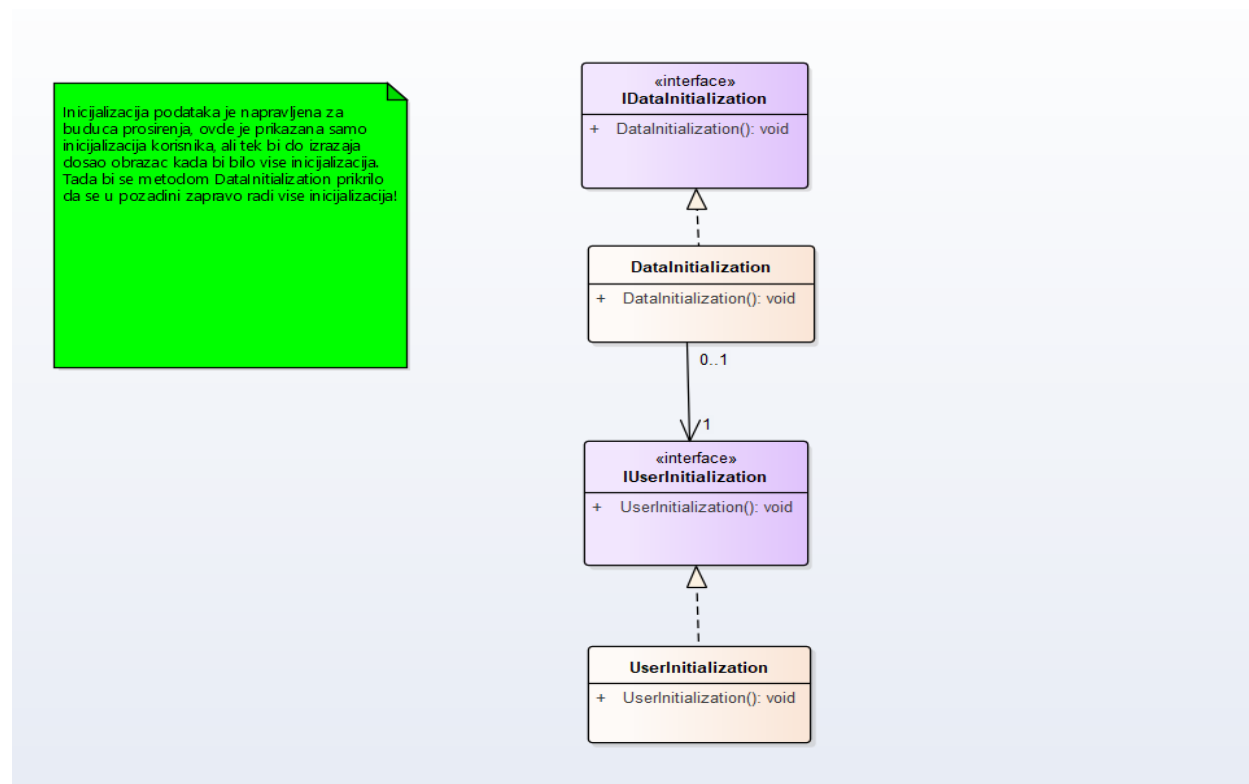 Inicijalizacija podataka je napravljena za
buduca prosirenja, ovde je prikazana samo
inicijalizacija korisnika, ali tek bi do izrazaja
dosao obrazac kada bi bilo vise inicijalizacija.
Tada bi se metodom DataInitialization prikrilo
da se u pozadini zapravo radi vise inicijalizacija!
«interface»
IDataInitialization
+ DataInitialization(): void
DataInitialization
+ DataInitialization(): void
0..1
1
«interface»
IUserInitialization
+ UserInitialization(): void
UserInitialization
+ UserInitialization(): void